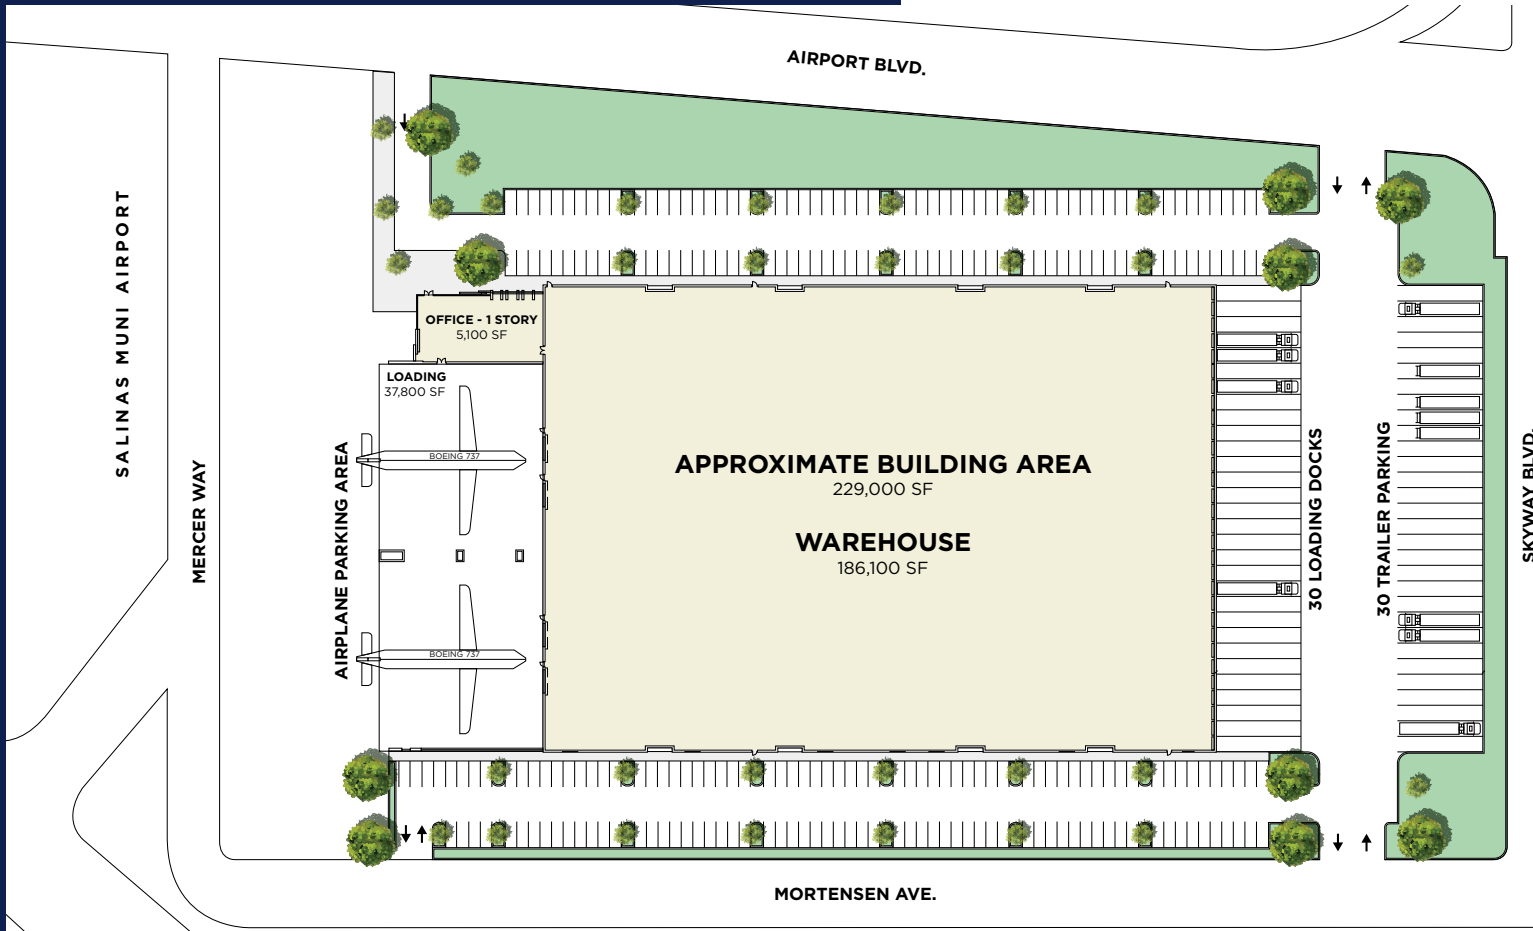 AIRPORT BLVD.
SALINAS MUNI AIRPORT
MERCER WAY
OFFICE - 1 STORY
5,100 SF
LOADING
37,800 SF
AIRPLANE PARKING AREA
BOEING 737
BOEING 737
APPROXIMATE BUILDING AREA
229,000 SF
WAREHOUSE
186,100 SF
30 LOADING DOCKS
30 TRAILER PARKING
SKYWAY BLVD.
MORTENSEN AVE.